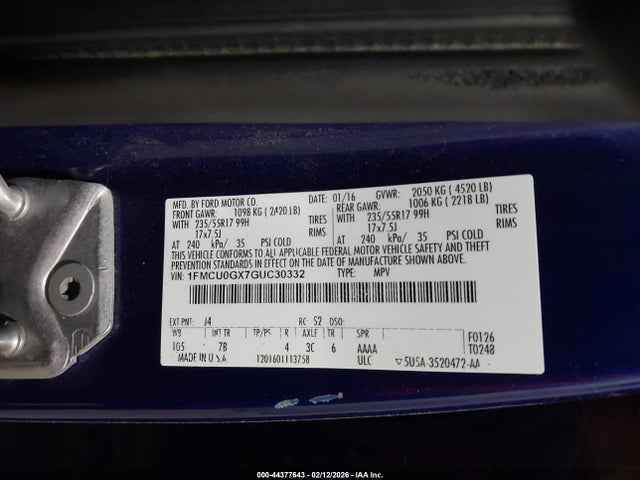 MFD. BY FORD MOTOR CO.
DATE: 01/16 GVWR: 2050 KG ( 4520 LB)
FRONT GAWR: 1098 KG ( 2420 LB) REAR GAWR: 1006 KG ( 2218 LB)
WITH 235/55R17 99H TIRES WITH 235/55R17 99H TIRES
17x7.5J RIMS 17x7.5J RIMS
AT 240 kPa/ 35 PSI COLD AT 240 kPa/ 35 PSI COLD
THIS VEHICLE CONFORMS TO ALL APPLICABLE FEDERAL MOTOR VEHICLE SAFETY AND THEFT
PREVENTION STANDARDS IN EFFECT ON THE DATE OF MANUFACTURE SHOWN ABOVE.
VIN: 1FMCU0GX7GUC30332 TYPE: MPV
EXT PNT: J4 RC: 52 DSO:
WB INT TR TP/PS R AXLE TR SPR F0126
105 7B 4 3C 6 AAAA T0248
MADE IN U.S.A. 1201601113758 ULC 5U5A-3520472-AA
000-44377643 - 02/12/2026 - IAA Inc.